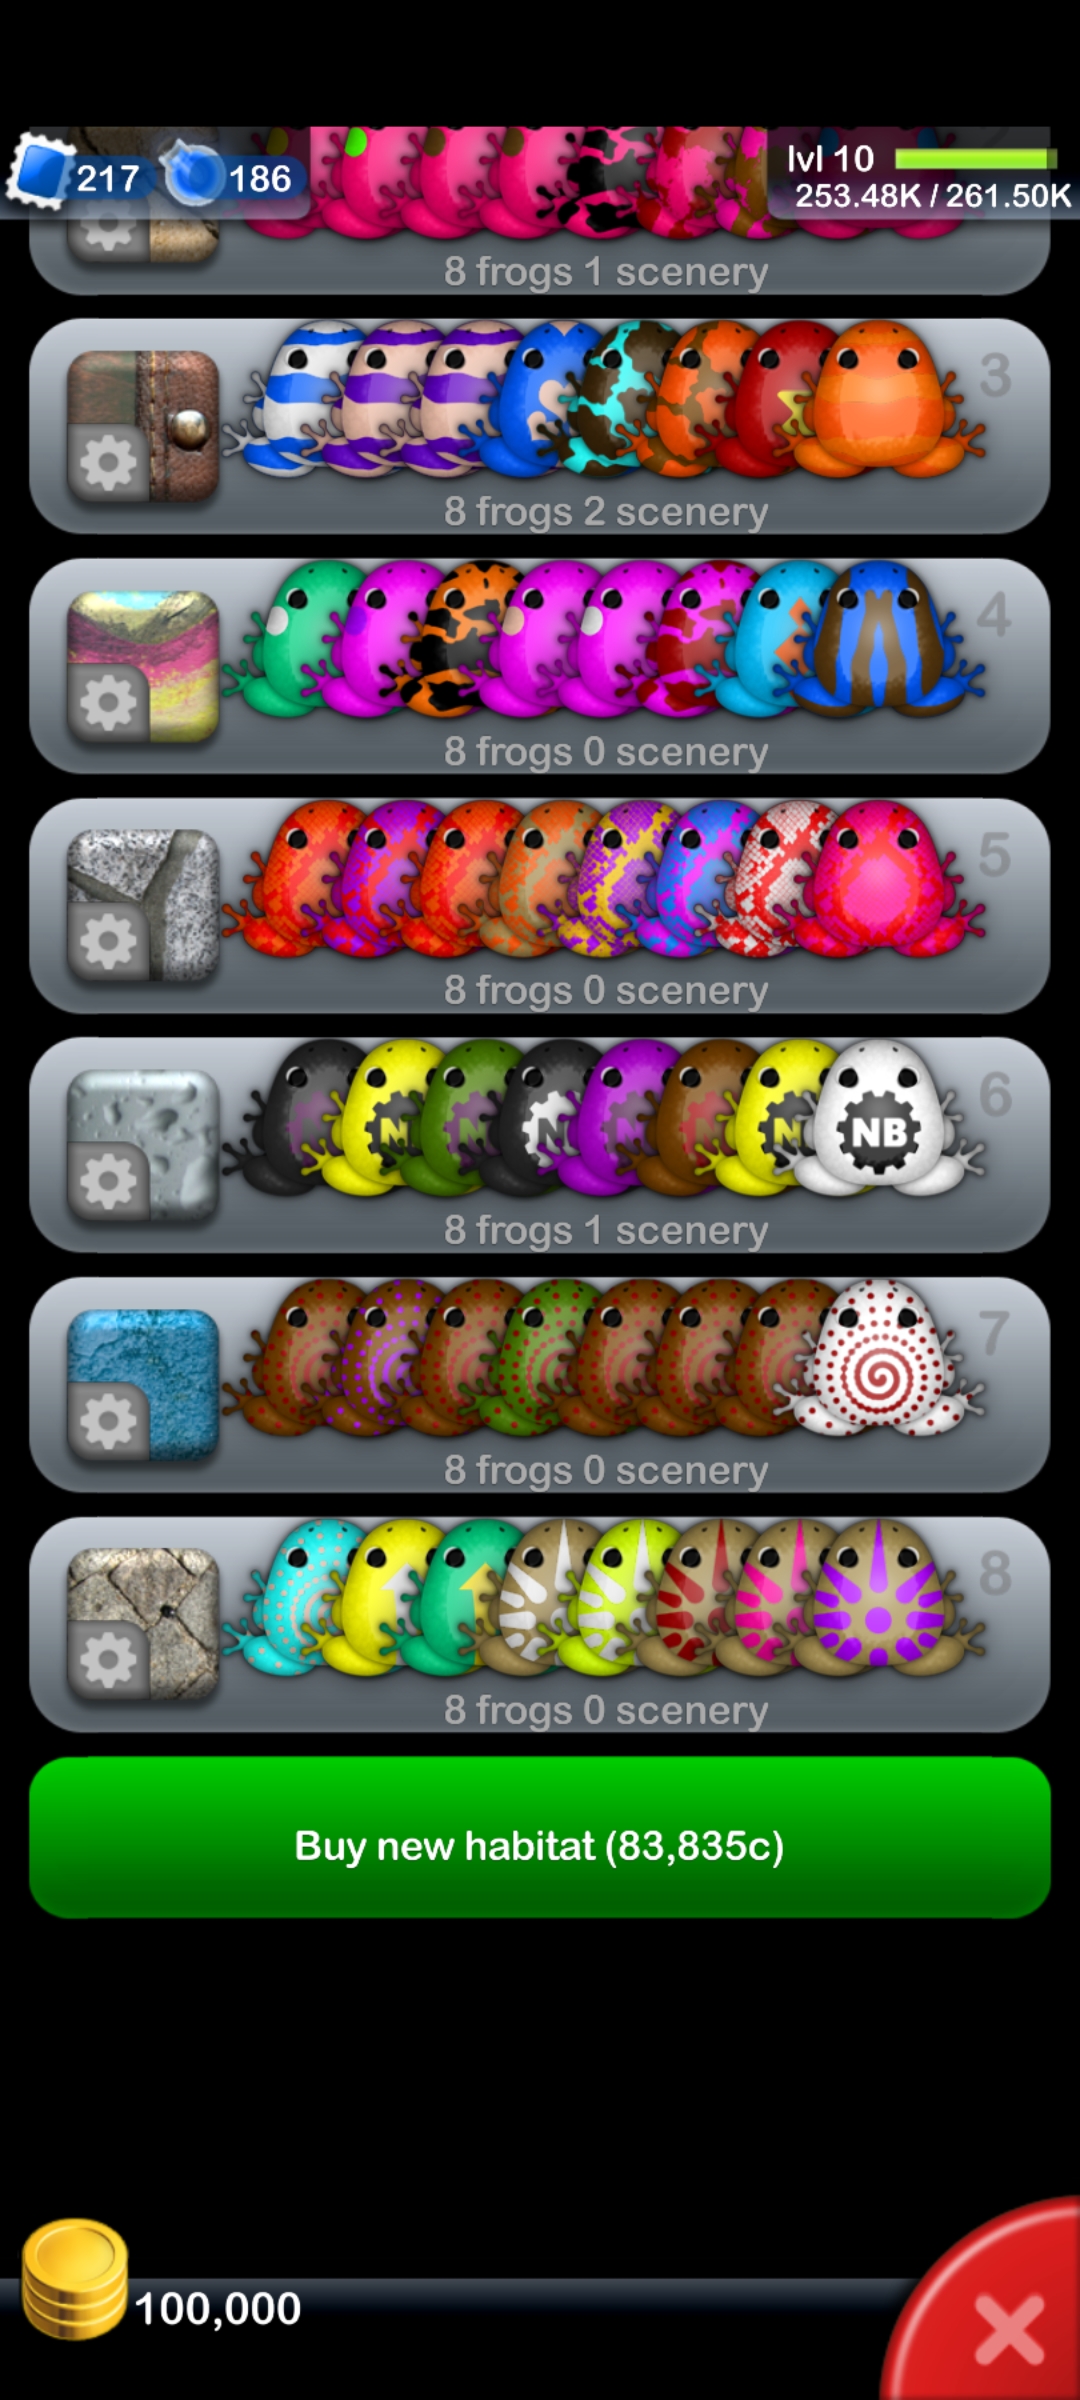 217 186 lvl 10
253.48K / 261.50K
8 frogs 1 scenery
3
8 frogs 2 scenery
4
8 frogs 0 scenery
5
8 frogs 0 scenery
6
N N N N N NB
8 frogs 1 scenery
7
8 frogs 0 scenery
8
8 frogs 0 scenery
Buy new habitat (83,835c)
100,000